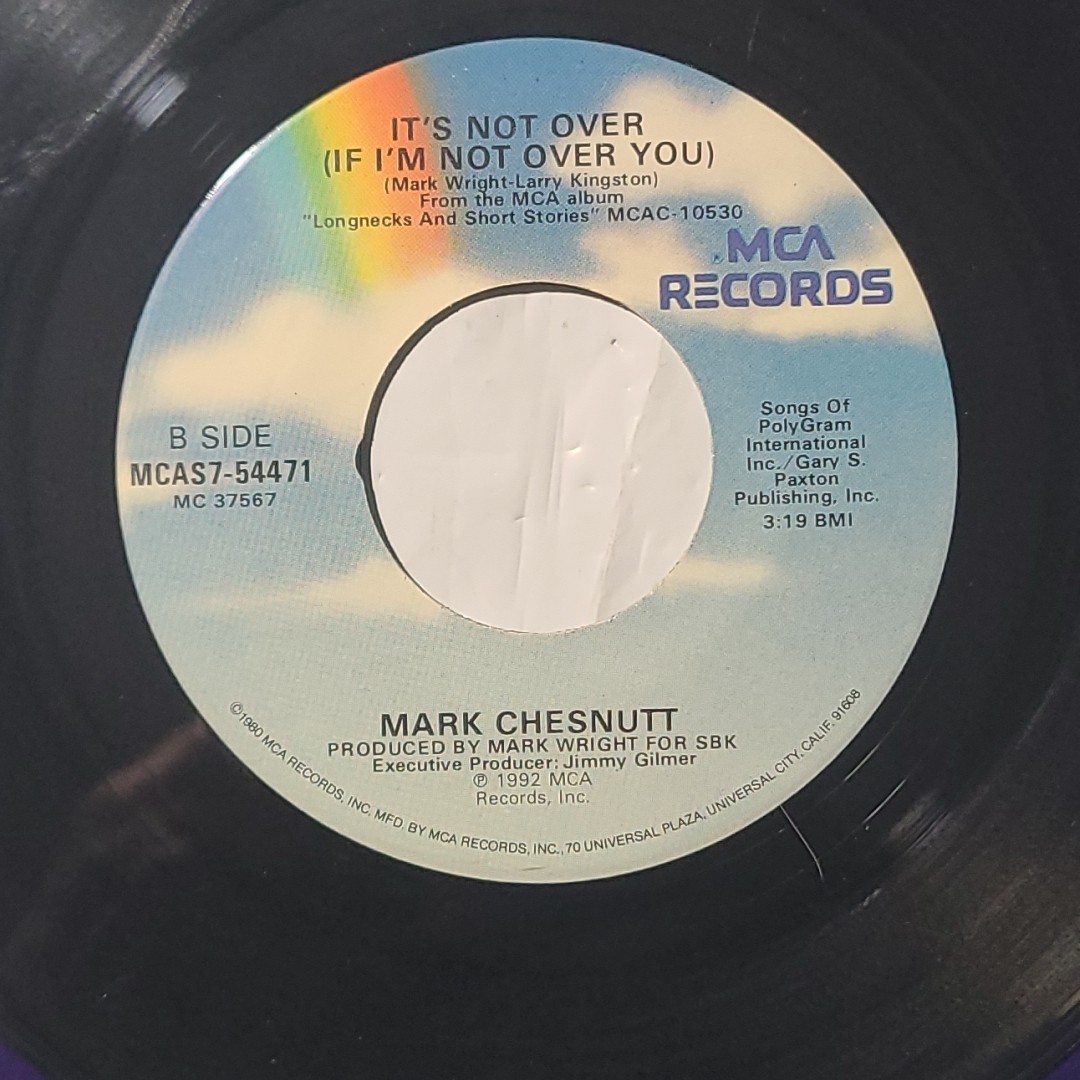 IT'S NOT OVER
(IF I'M NOT OVER YOU)
(Mark Wright-Larry Kingston)
From the MCA album
"Longnecks And Short Stories" MCAC-10530
MCA
RECORDS
B SIDE
MCAS7-54471
MC 37567
Songs Of
PolyGram
International
Inc./Gary S.
Paxton
Publishing, Inc.
3:19 BMI
MARK CHESNUTT
PRODUCED BY MARK WRIGHT FOR SBK
Executive Producer: Jimmy Gilmer
℗ 1992 MCA
Records, Inc.
©1980 MCA RECORDS, INC. MFD. BY MCA RECORDS, INC., 70 UNIVERSAL PLAZA, UNIVERSAL CITY, CALIF. 91608